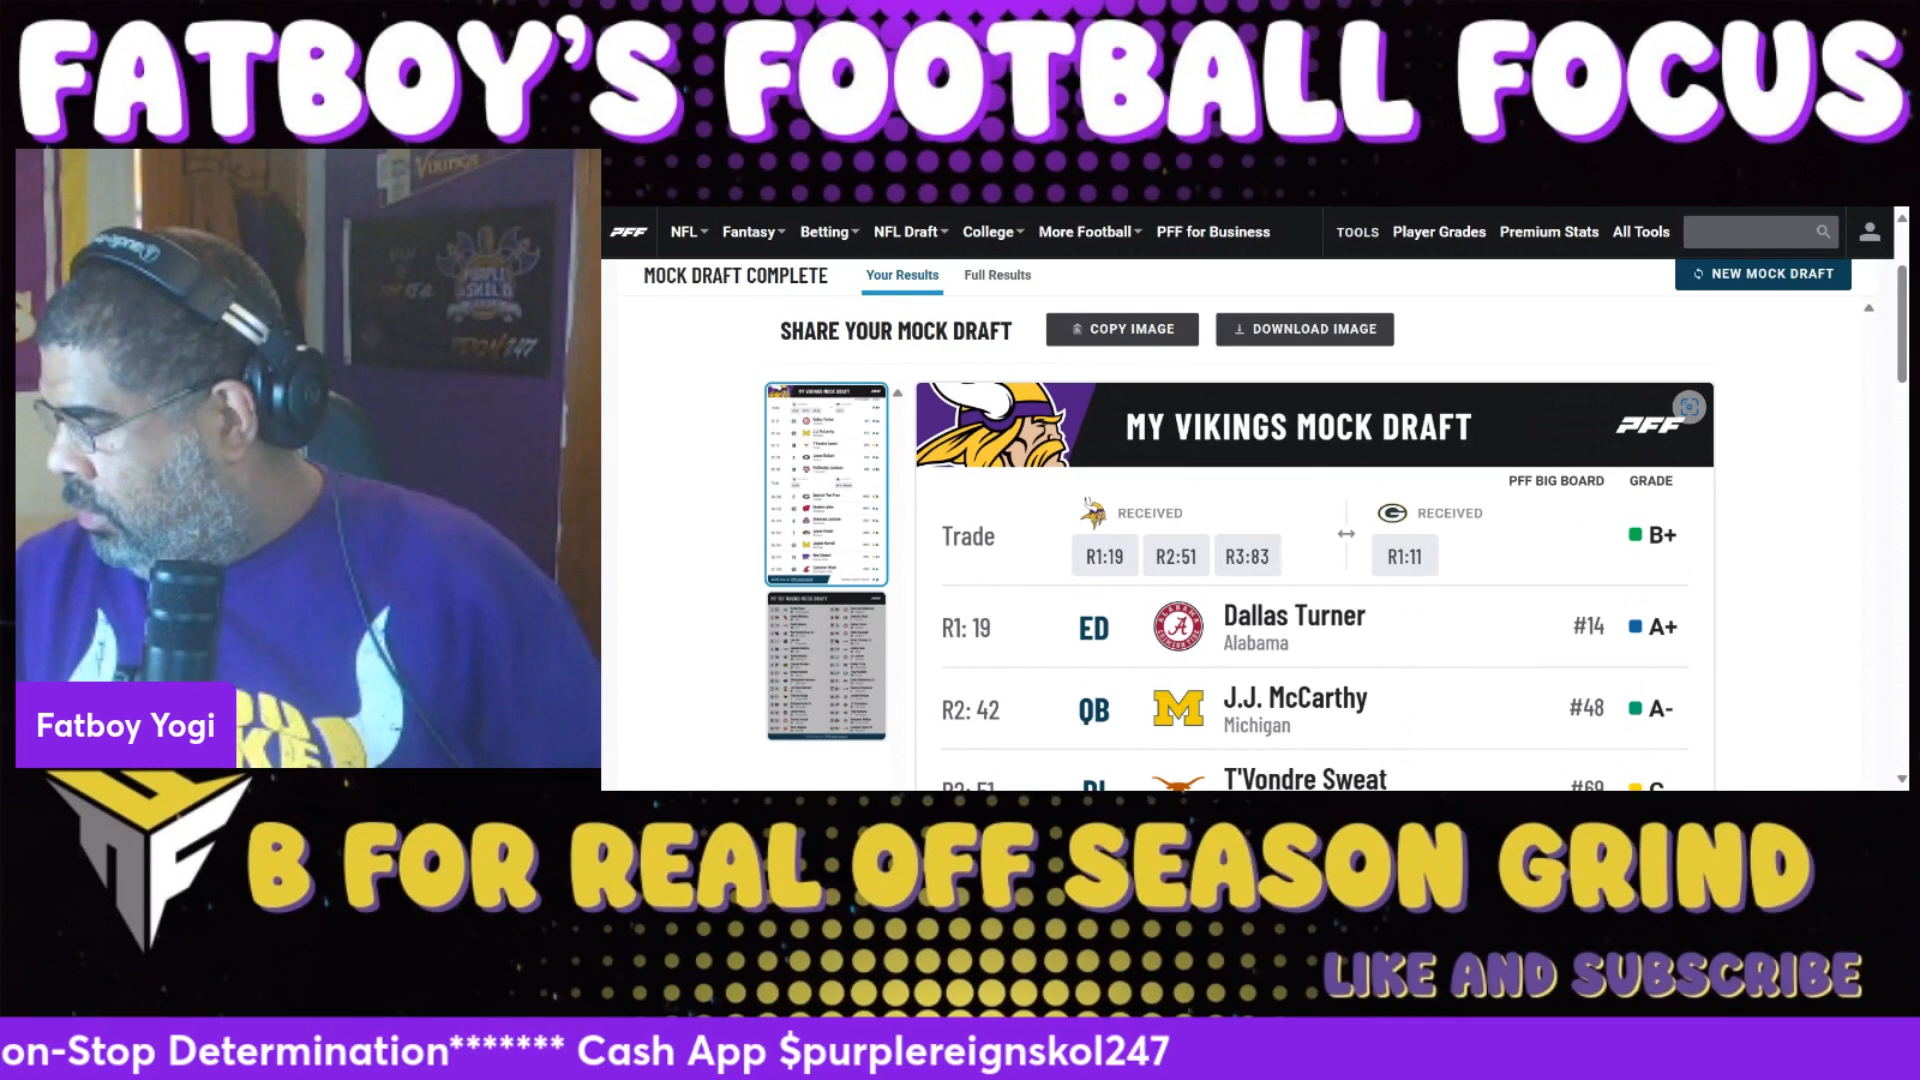 FATBOY'S FOOTBALL FOCUS
Vikings
PURPLE
SKOL
Fatboy Yogi
PFF NFL Fantasy Betting NFL Draft College More Football PFF for Business TOOLS Player Grades Premium Stats All Tools
MOCK DRAFT COMPLETE Your Results Full Results NEW MOCK DRAFT
SHARE YOUR MOCK DRAFT COPY IMAGE DOWNLOAD IMAGE
MY VIKINGS MOCK DRAFT PFF
PFF BIG BOARD GRADE
RECEIVED RECEIVED
Trade R1:19 R2:51 R3:83 R1:11 B+
R1: 19 ED Dallas Turner #14 A+
Alabama
R2: 42 QB J.J. McCarthy #48 A-
Michigan
T'Vondre Sweat
B FOR REAL OFF SEASON GRIND
LIKE AND SUBSCRIBE
on-Stop Determination******* Cash App $purplereignskol247